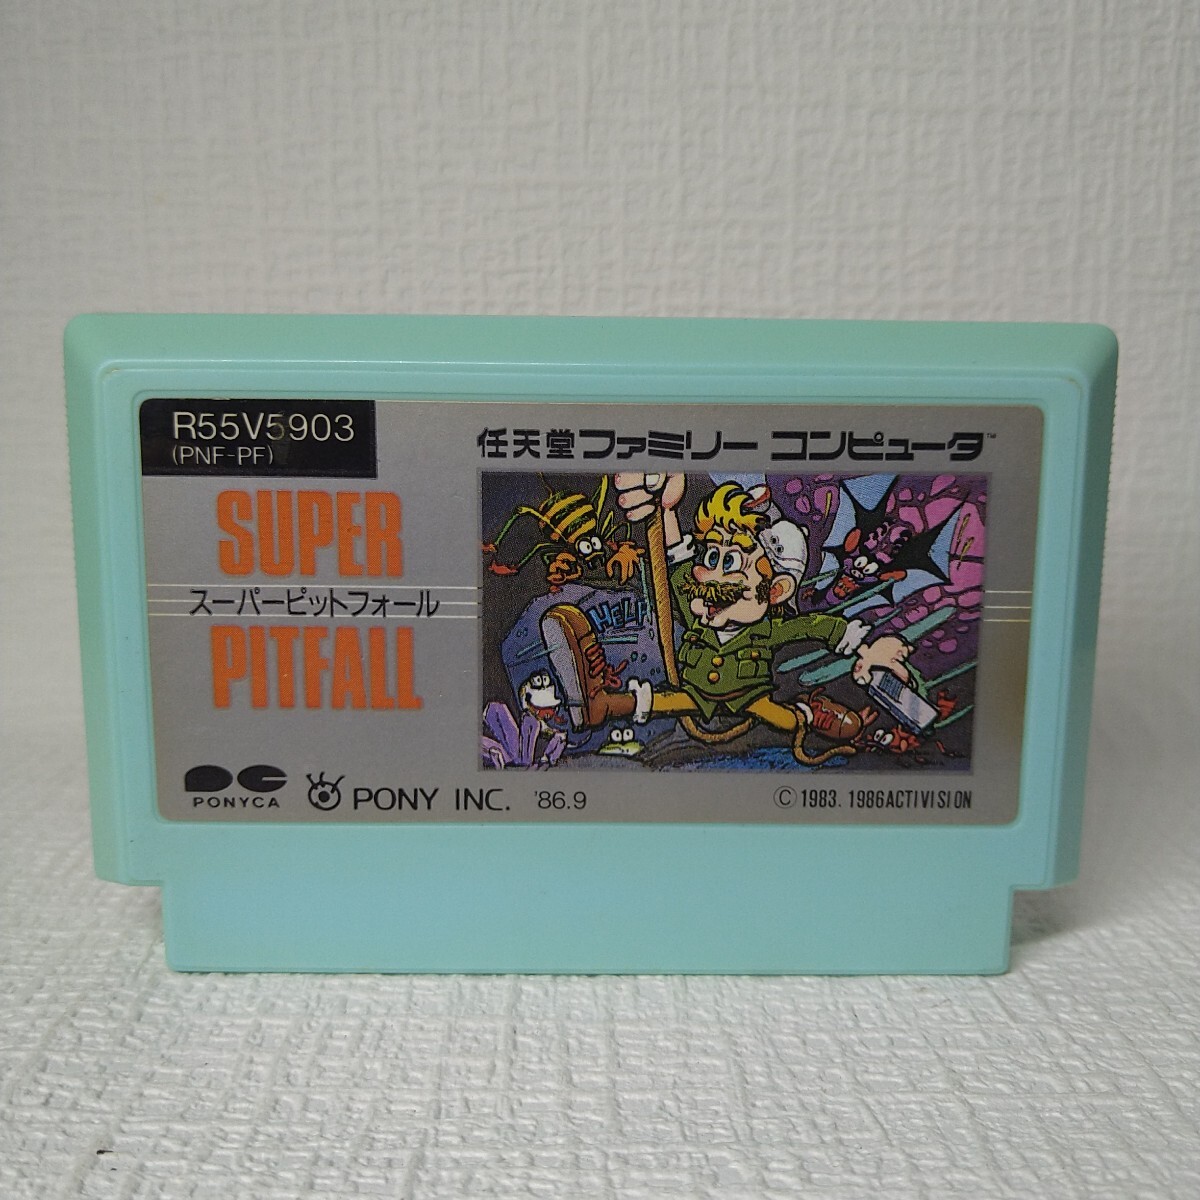 R55V5903
(PNF-PF)
任天堂ファミリー コンピュータ™
SUPER
スーパーピットフォール
PITFALL
HELP
PONYCA
PONY INC. '86.9
© 1983. 1986ACTIVISION